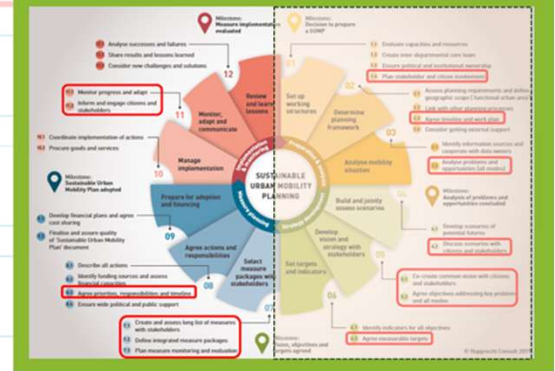 Milestone:
Measure implementation
evaluated
Milestone:
Decision to prepare
a SUMP
Analyse successes and failures
Share results and lessons learned
Consider new challenges and solutions
12
Review
and learn
lessons
Monitor progress and adapt
Inform and engage citizens and
stakeholders
11
Monitor,
adapt and
communicate
Coordinate implementation of actions
Procure goods and services
10
Manage
implementation
Milestone:
Sustainable Urban
Mobility Plan adopted
Develop financial plans and agree
cost sharing
Finalise and assure quality
of 'Sustainable Urban Mobility
Plan' document
09
Prepare for adoption
and financing
Describe all actions
Identify funding sources and assess
financial capacities
Agree priorities, responsibilities and timeline
Ensure wide political and public support
08
Agree actions and
responsibilities
Create and assess long list of measures
with stakeholders
Define integrated measure packages
Plan measure monitoring and evaluation
07
Select
measure
packages with
stakeholders
SUSTAINABLE
URBAN MOBILITY
PLANNING
01
Set up
working
structures
Evaluate capacities and resources
Create inter-departmental core team
Ensure political and institutional ownership
Plan stakeholder and citizen involvement
02
Determine
planning
framework
Assess planning requirements and define
geographic scope
Link with other planning processes
Agree timeline and work plan
Consider getting external support
03
Analyse mobility
situation
Identify information sources and
cooperate with data owners
Analyse problems and
opportunities (all modes)
Milestone:
Analysis of problems and
opportunities concluded
04
Build and jointly
assess scenarios
Develop scenarios of
potential futures
Discuss scenarios with
citizens and stakeholders
05
Develop
vision and
strategy with
stakeholders
Co-create common vision with citizens
and stakeholders
Agree objectives addressing key problems
and all modes
06
Set targets
and indicators
Identify indicators for all objectives
Agree measurable targets
Milestone:
Vision, objectives and
targets agreed
© Rupprecht Consult 2019